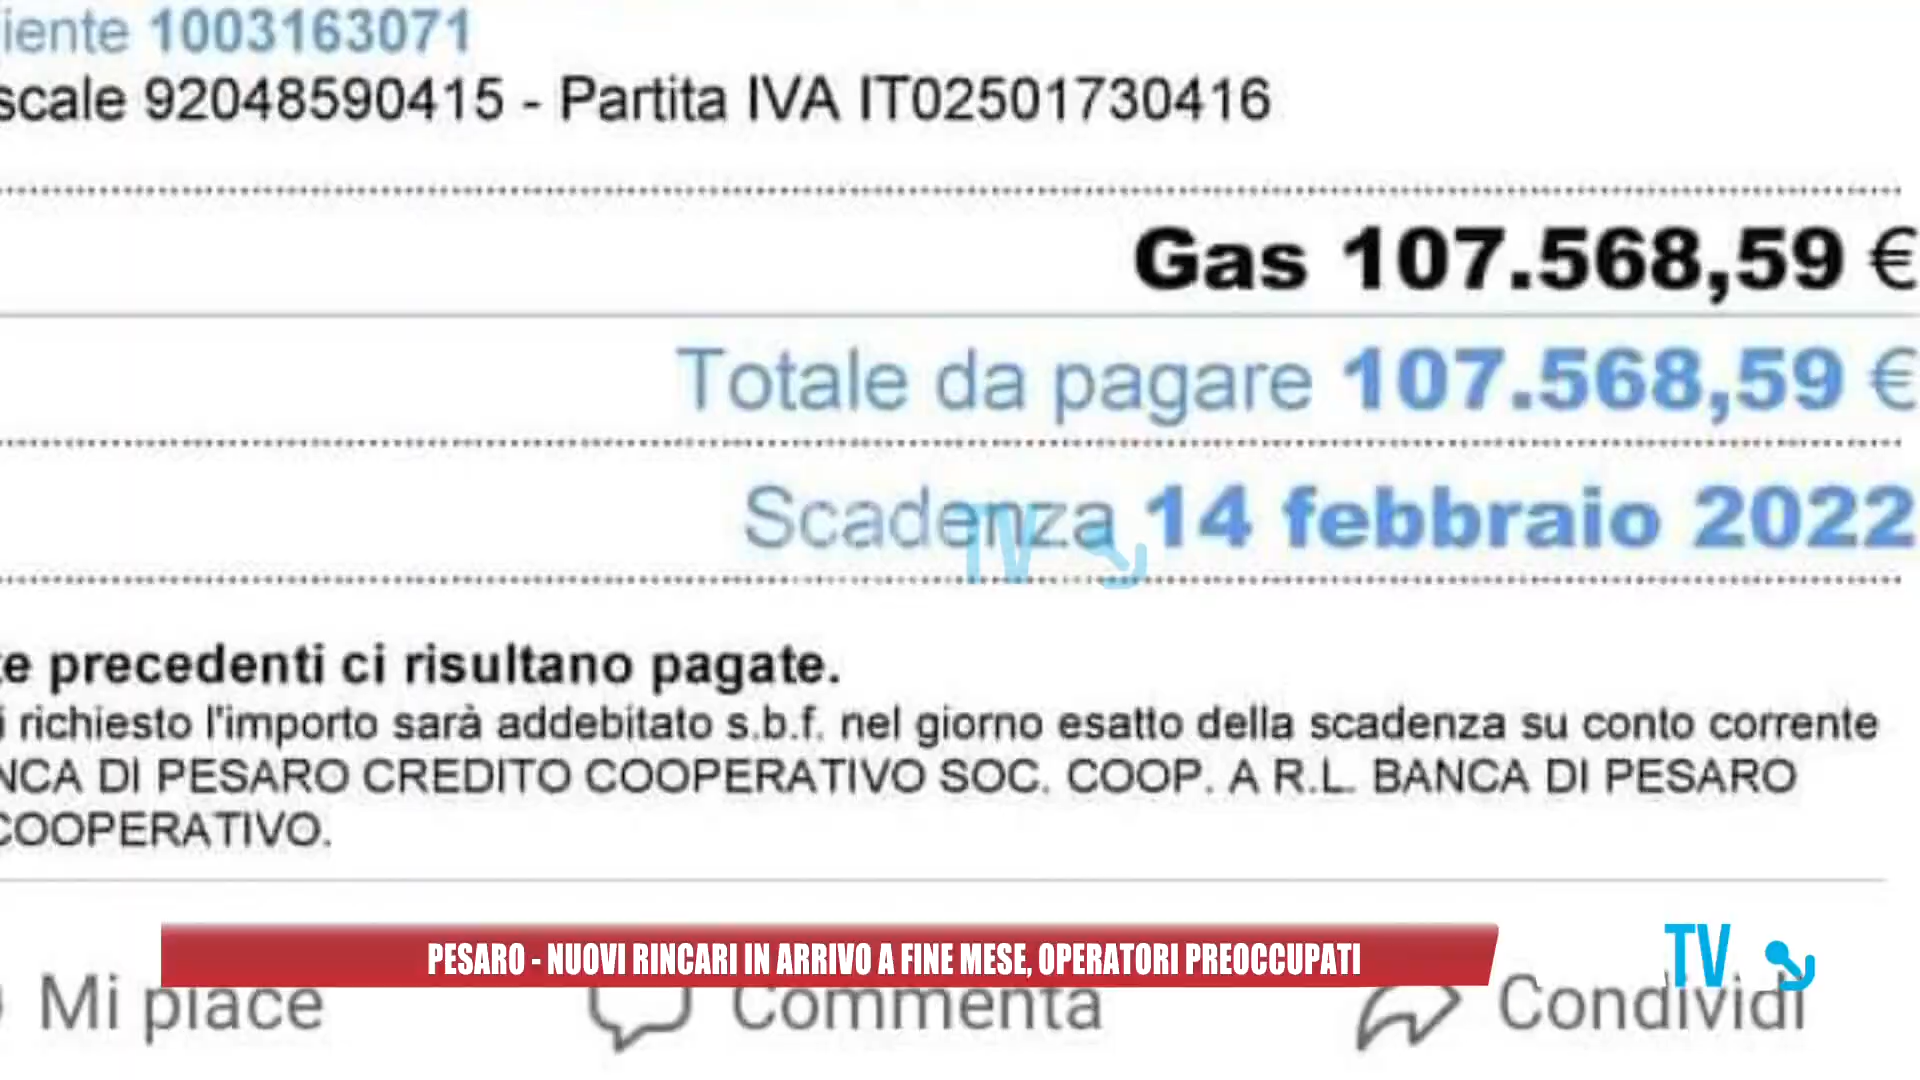 iente 1003163071
scale 92048590415 - Partita IVA IT02501730416
Gas 107.568,59 €
Totale da pagare 107.568,59 €
Scadenza 14 febbraio 2022
TV
te precedenti ci risultano pagate.
i richiesto l'importo sarà addebitato s.b.f. nel giorno esatto della scadenza su conto corrente
NCA DI PESARO CREDITO COOPERATIVO SOC. COOP. A R.L. BANCA DI PESARO
COOPERATIVO.
PESARO - NUOVI RINCARI IN ARRIVO A FINE MESE, OPERATORI PREOCCUPATI
TV
Mi piace Commenta Condividi